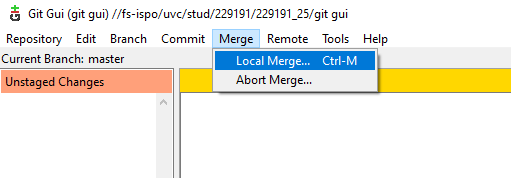 Git Gui (git gui) //fs-ispo/uvc/stud/229191/229191_25/git gui
Repository Edit Branch Commit Merge Remote Tools Help
Current Branch: master
Local Merge... Ctrl-M
Unstaged Changes
Abort Merge...